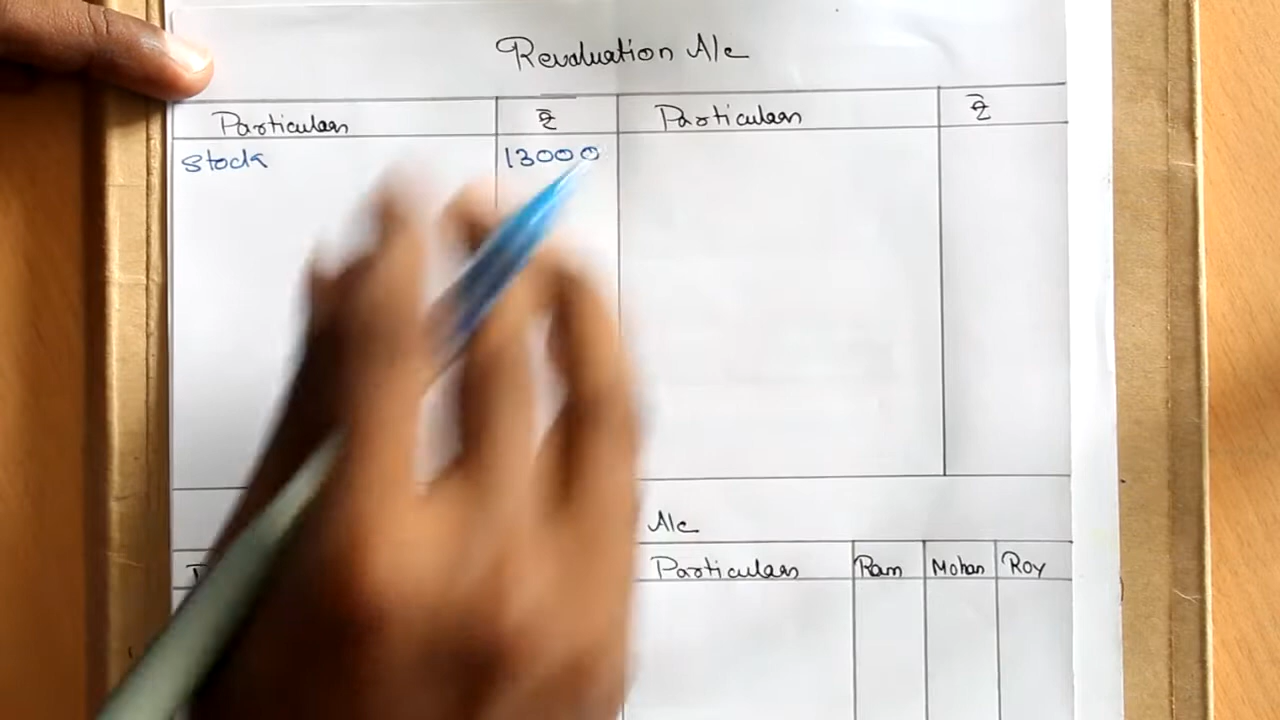 Revaluation A/c
Particulars ₹ Particulars ₹
Stock 13000
A/c
Particulars Ram Mohan Roy